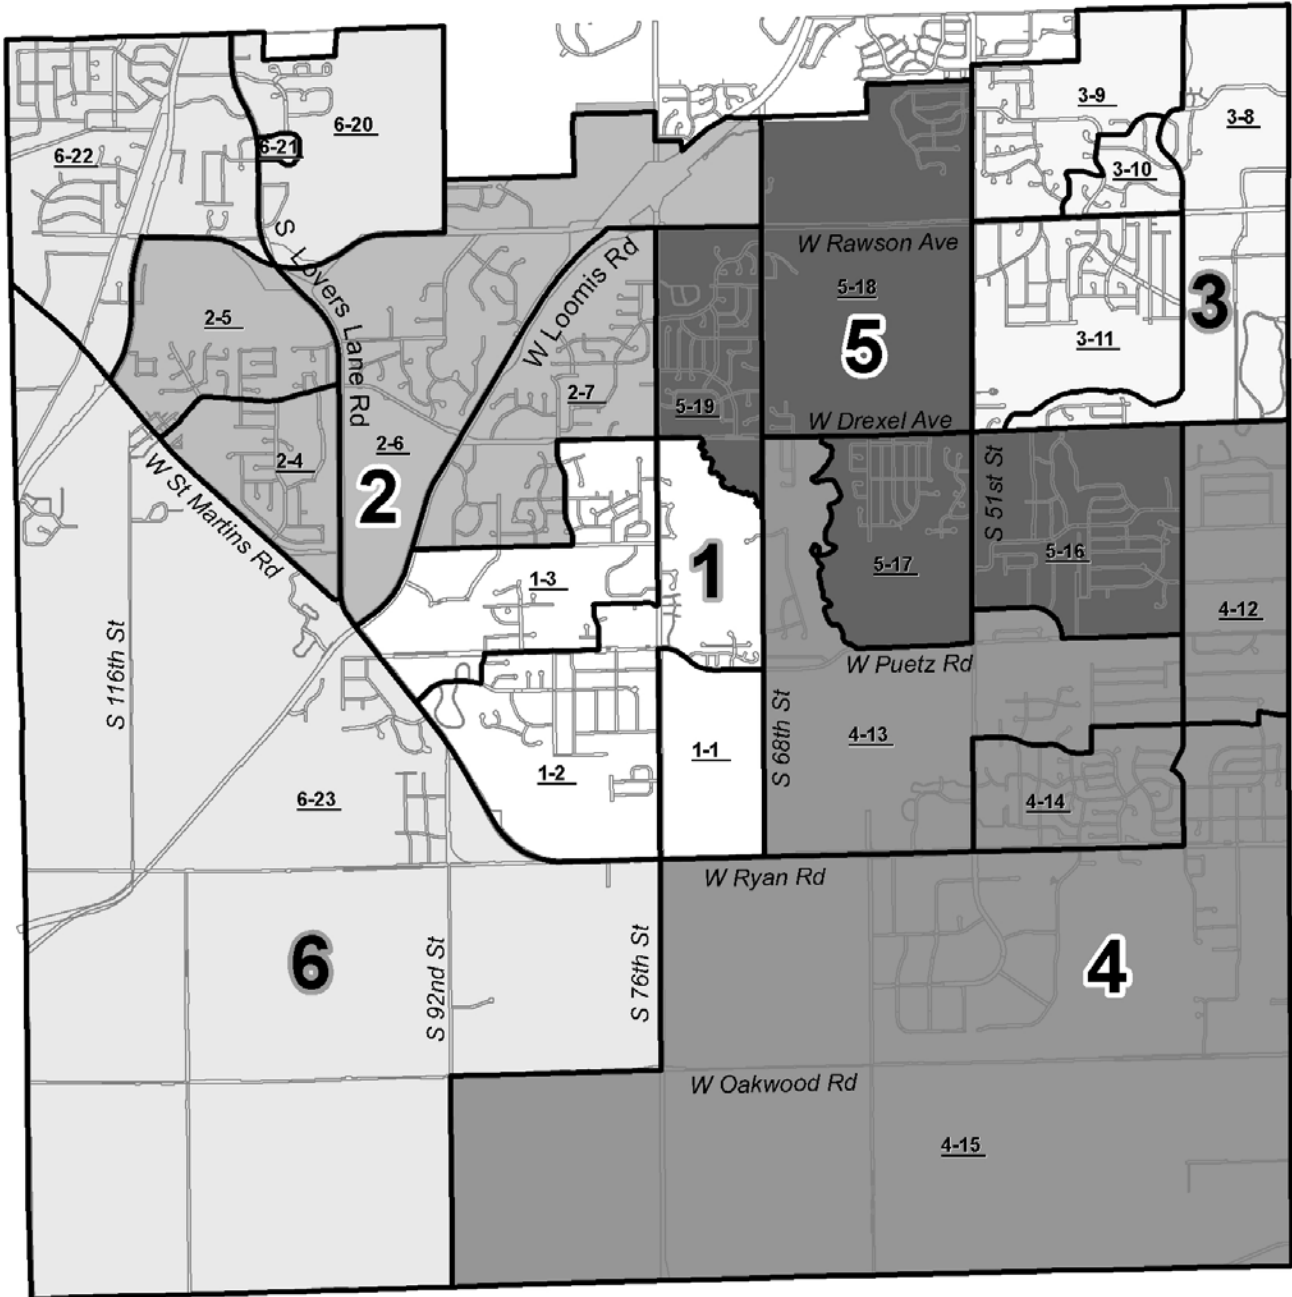 3-9
3-8
6-20
6-21
6-22
3-10
S Lovers Lane Rd
W Loomis Rd
W Rawson Ave
5-18
3
2-5
5
3-11
2-7
5-19
W Drexel Ave
2-6
2-4
2
W St Martins Rd
S 51st St
5-16
5-17
1
1-3
4-12
S 116th St
W Puetz Rd
S 68th St
4-13
1-1
1-2
6-23
4-14
W Ryan Rd
6
S 92nd St
S 76th St
4
W Oakwood Rd
4-15